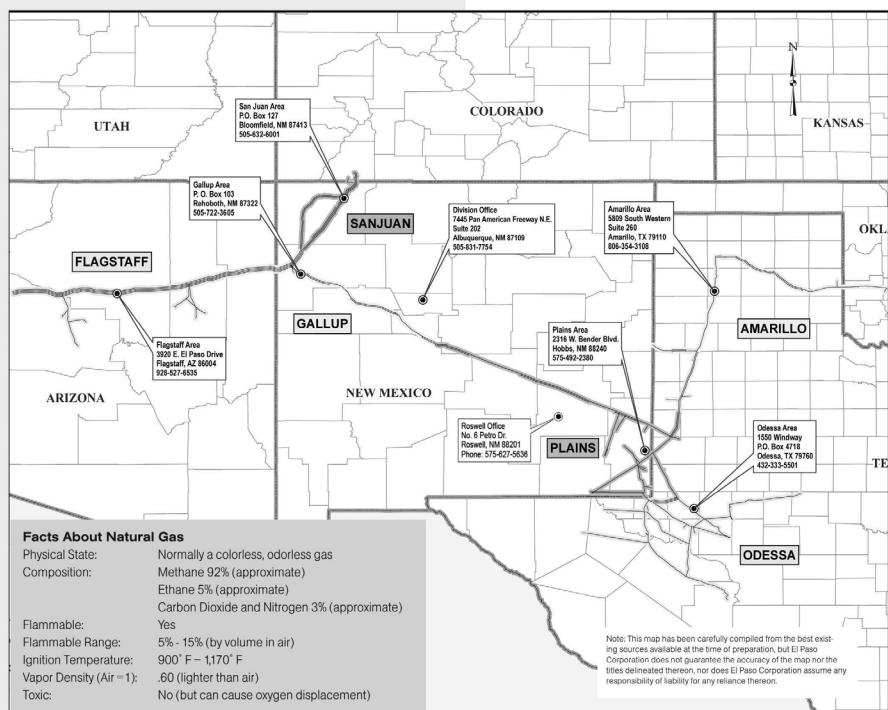 N
UTAH
COLORADO
KANSAS
San Juan Area
P.O. Box 127
Bloomfield, NM 87413
505-632-6001
Gallup Area
P. O. Box 103
Rehoboth, NM 87322
505-722-3605
SANJUAN
Division Office
7445 Pan American Freeway N.E.
Suite 202
Albuquerque, NM 87109
505-831-7754
Amarillo Area
5809 South Western
Suite 260
Amarillo, TX 79110
806-354-3108
OKL
FLAGSTAFF
GALLUP
AMARILLO
Flagstaff Area
3920 E. El Paso Drive
Flagstaff, AZ 86004
928-527-6535
Plains Area
2316 W. Bender Blvd.
Hobbs, NM 88240
575-492-2380
ARIZONA
NEW MEXICO
Roswell Office
No. 6 Petro Dr.
Roswell, NM 88201
Phone: 575-627-5636
PLAINS
Odessa Area
1550 Windway
P.O. Box 4718
Odessa, TX 79760
432-333-5501
TE
ODESSA
Facts About Natural Gas
Physical State: Normally a colorless, odorless gas
Composition: Methane 92% (approximate)
Ethane 5% (approximate)
Carbon Dioxide and Nitrogen 3% (approximate)
Flammable: Yes
Flammable Range: 5% - 15% (by volume in air)
Ignition Temperature: 900° F – 1,170° F
Vapor Density (Air = 1): .60 (lighter than air)
Toxic: No (but can cause oxygen displacement)
Note: This map has been carefully compiled from the best exist-
ing sources available at the time of preparation, but El Paso
Corporation does not guarantee the accuracy of the map nor the
titles delineated thereon, nor does El Paso Corporation assume any
responsibility of liability for any reliance thereon.